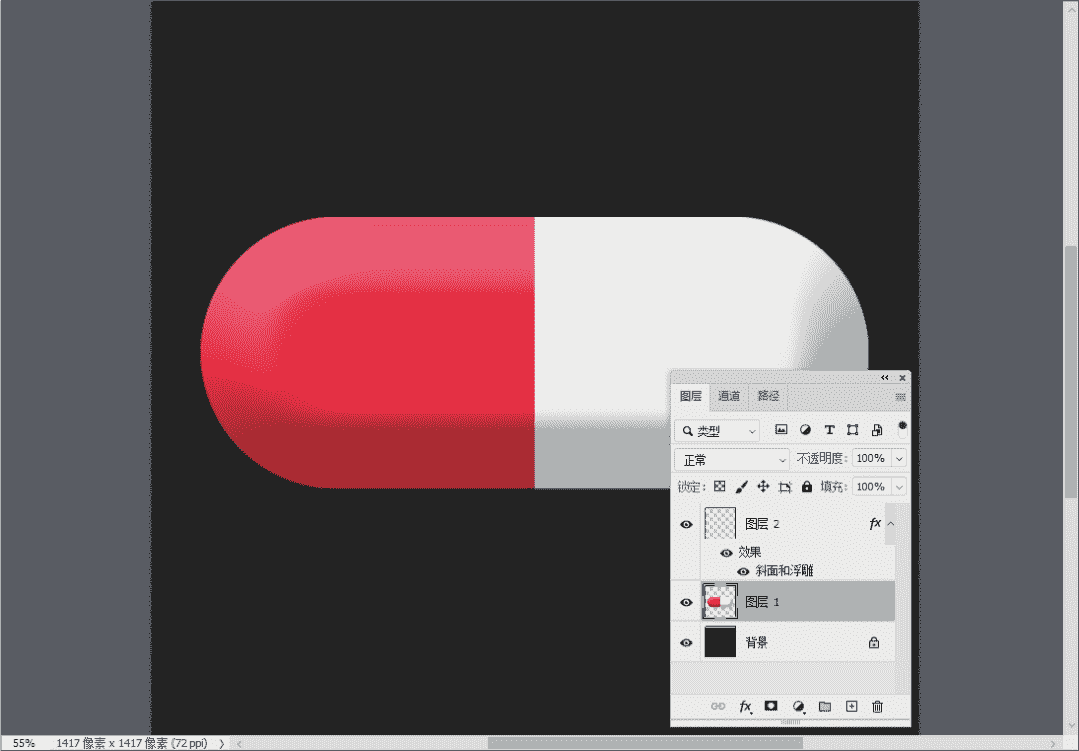 图层 通道 路径
类型
正常 不透明度: 100%
锁定: 填充: 100%
图层 2 fx
效果
斜面和浮雕
图层 1
背景
fx
55% 1417 像素 x 1417 像素 (72 ppi)